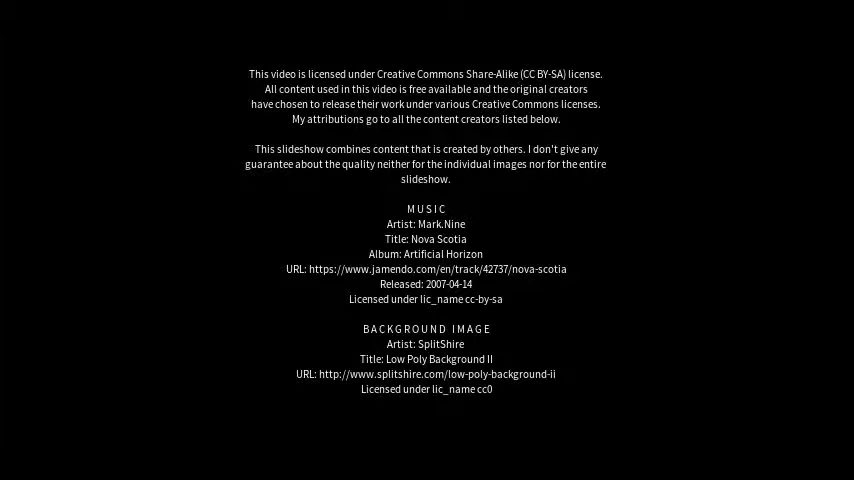 This video is licensed under Creative Commons Share-Alike (CC BY-SA) license.
All content used in this video is free available and the original creators
have chosen to release their work under various Creative Commons licenses.
My attributions go to all the content creators listed below.
This slideshow combines content that is created by others. I don't give any
guarantee about the quality neither for the individual images nor for the entire
slideshow.
MUSIC
Artist: Mark.Nine
Title: Nova Scotia
Album: Artificial Horizon
URL: https://www.jamendo.com/en/track/42737/nova-scotia
Released: 2007-04-14
Licensed under lic_name cc-by-sa
BACKGROUND IMAGE
Artist: SplitShire
Title: Low Poly Background II
URL: http://www.splitshire.com/low-poly-background-ii
Licensed under lic_name cc0